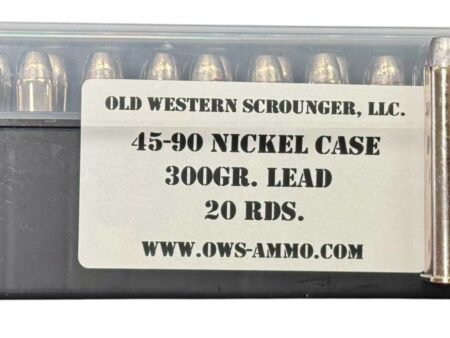 OLD WESTERN SCROUNGER, LLC.
45-90 NICKEL CASE
300GR. LEAD
20 RDS.
WWW.OWS-AMMO.COM